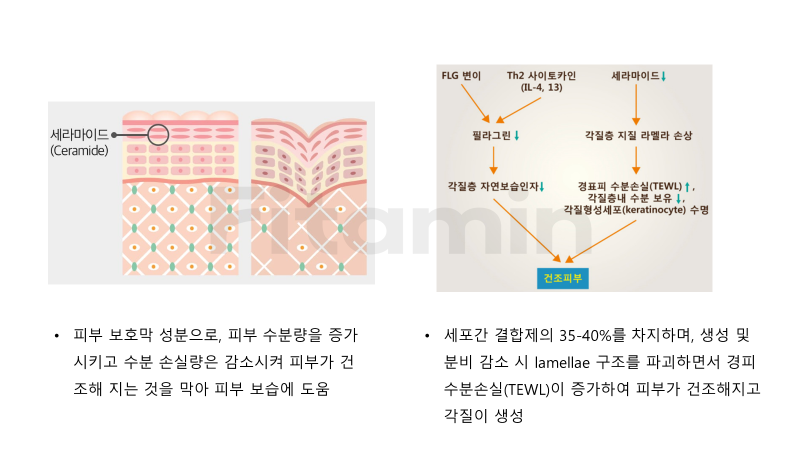 세라마이드
(Ceramide)
FLG 변이
Th2 사이토카인
(IL-4, 13)
세라마이드↓
필라그린 ↓
각질층 지질 라멜라 손상
각질층 자연보습인자↓
경표피 수분손실(TEWL) ↑,
각질층내 수분 보유 ↓,
각질형성세포(keratinocyte) 수명
건조피부
Fitamin
• 피부 보호막 성분으로, 피부 수분량을 증가
시키고 수분 손실량은 감소시켜 피부가 건
조해 지는 것을 막아 피부 보습에 도움
• 세포간 결합제의 35-40%를 차지하며, 생성 및
분비 감소 시 lamellae 구조를 파괴하면서 경피
수분손실(TEWL)이 증가하여 피부가 건조해지고
각질이 생성